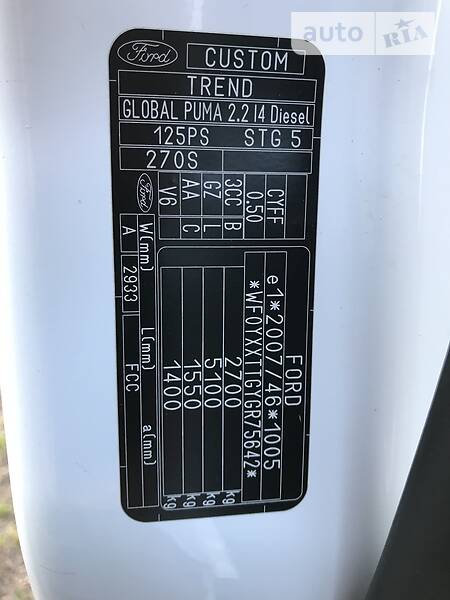 auto RIA
Ford CUSTOM
TREND
GLOBAL PUMA 2.2 I4 Diesel
125PS STG 5
270S
CYFF
0.50
3CC B
GZ L
AA C
V6
Ford
FORD
e1*2007/46*1005
*WF0YXXTTGYGR75642*
2700 kg
5100 kg
1550 kg
1400 kg
W(mm) L(mm) a(mm)
A 2933 FCC